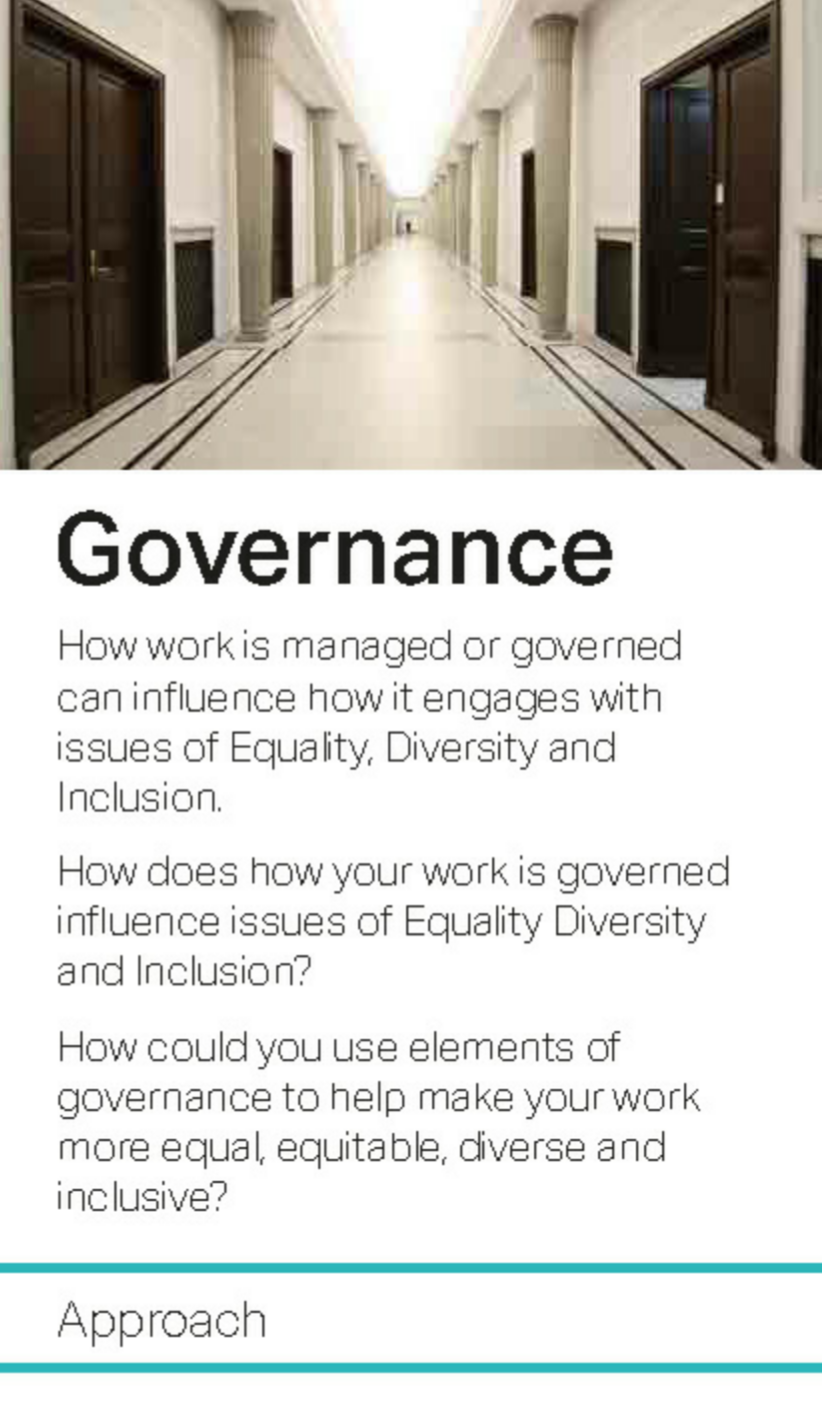 Governance
How work is managed or governed
can influence how it engages with
issues of Equality, Diversity and
Inclusion.
How does how your work is governed
influence issues of Equality Diversity
and Inclusion?
How could you use elements of
governance to help make your work
more equal, equitable, diverse and
inclusive?
Approach